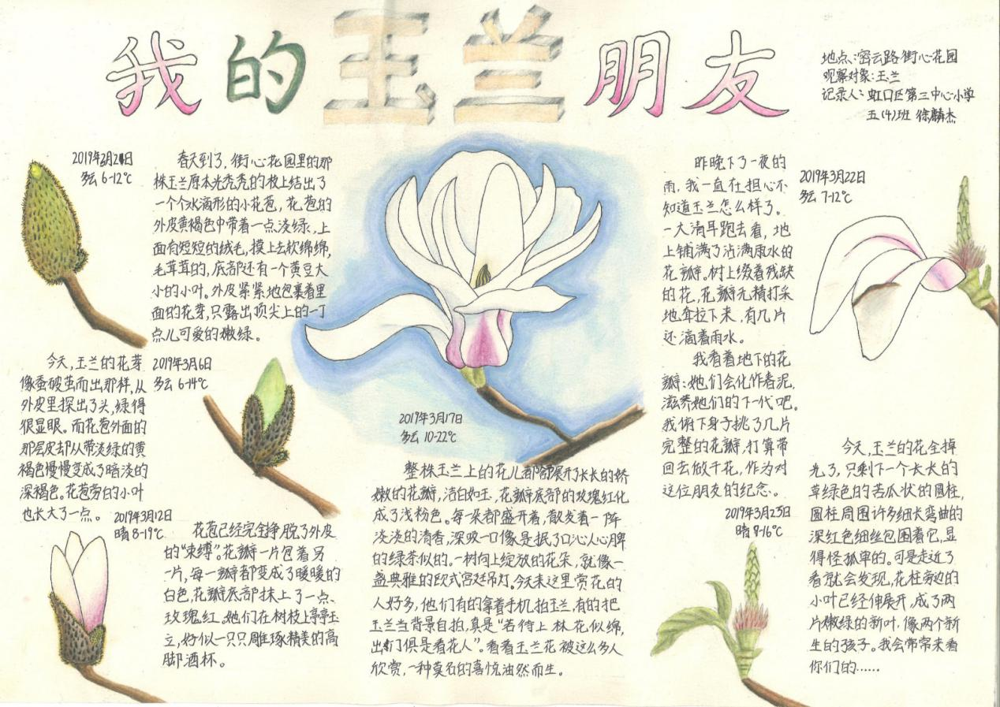 我的玉兰朋友
地点:密云路街心花园
观察对象:玉兰
记录人:虹口区第三中心小学
五(4)班 徐麟杰
多云 6-12℃
春天到了,街心花园里的那
株玉兰原本光秃秃的枝上结出了
一个个水滴形的小花苞,花苞的
外皮黄褐色中带着一点淡绿,上
面有短短的绒毛,摸上去软绵绵,
毛茸茸的,底部还有一个黄豆大
小的小叶。外皮紧紧地包裹着里
面的花芽,只露出顶尖上的一丁
点儿可爱的嫩绿。
2019年3月6日
多云 6-14℃
今天,玉兰的花芽
像蚕破茧而出那样,从
外皮里探出了头,绿得
很显眼。而花苞外面的
那层皮却从带淡绿的黄
褐色慢慢变成了暗淡的
深褐色。花苞旁的小叶
也长大了一点。
2019年3月12日
晴 8-19℃
花苞已经完全挣脱了外皮
的“束缚”。花瓣一片包着另
一片,每一瓣都变成了暖暖的
白色,花瓣底部抹上了一点、
玫瑰红,她们在树枝上亭亭玉
立,好似一只只雕琢精美的高
脚酒杯。
2019年3月17日
多云 10-22℃
整株玉兰上的花儿都舒展开了长长的娇
嫩的花瓣,洁白如玉,花瓣底部的玫瑰红化
成了浅粉色。每一朵都盛开着,散发着一阵
淡淡的清香,深吸一口像是抿了口沁人心脾
的绿茶似的。一树向上绽放的花朵,就像一
盛典雅的欧式宫廷吊灯。今天来这里赏花的
人好多,他们有的拿着手机拍玉兰,有的把
玉兰当背景自拍,真是“若待上林花似绵,
出门俱是看花人”。看着玉兰花被这么多人
欣赏,一种莫名的喜悦油然而生。
2019年3月22日
多云 7-12℃
昨晚下了一夜的
雨,我一直在担心不
知道玉兰怎么样了。
一大清早跑去看,地
上铺满了沾满雨水的
花瓣。树上缀着残缺
的花,花瓣无精打采
地耷拉下来,有几片
还滴着雨水。
我看着地下的花
瓣:她们会化作春泥,
滋养她们的下一代吧。
我俯下身子挑了几片
完整的花瓣,打算带
回去做干花,作为对
这位朋友的纪念。
2019年3月23日
晴 8-16℃
今天,玉兰的花全掉
光了,只剩下一个长长的
草绿色的苦瓜状的圆柱,
圆柱周围许多细长弯曲的
深红色细丝包围着它,显
得怪孤单的。可是走近了
看就会发现,花柱旁边的
小叶已经伸展开,成了两
片嫩绿的新叶,像两个新
生的孩子。我会常常来看
你们的……